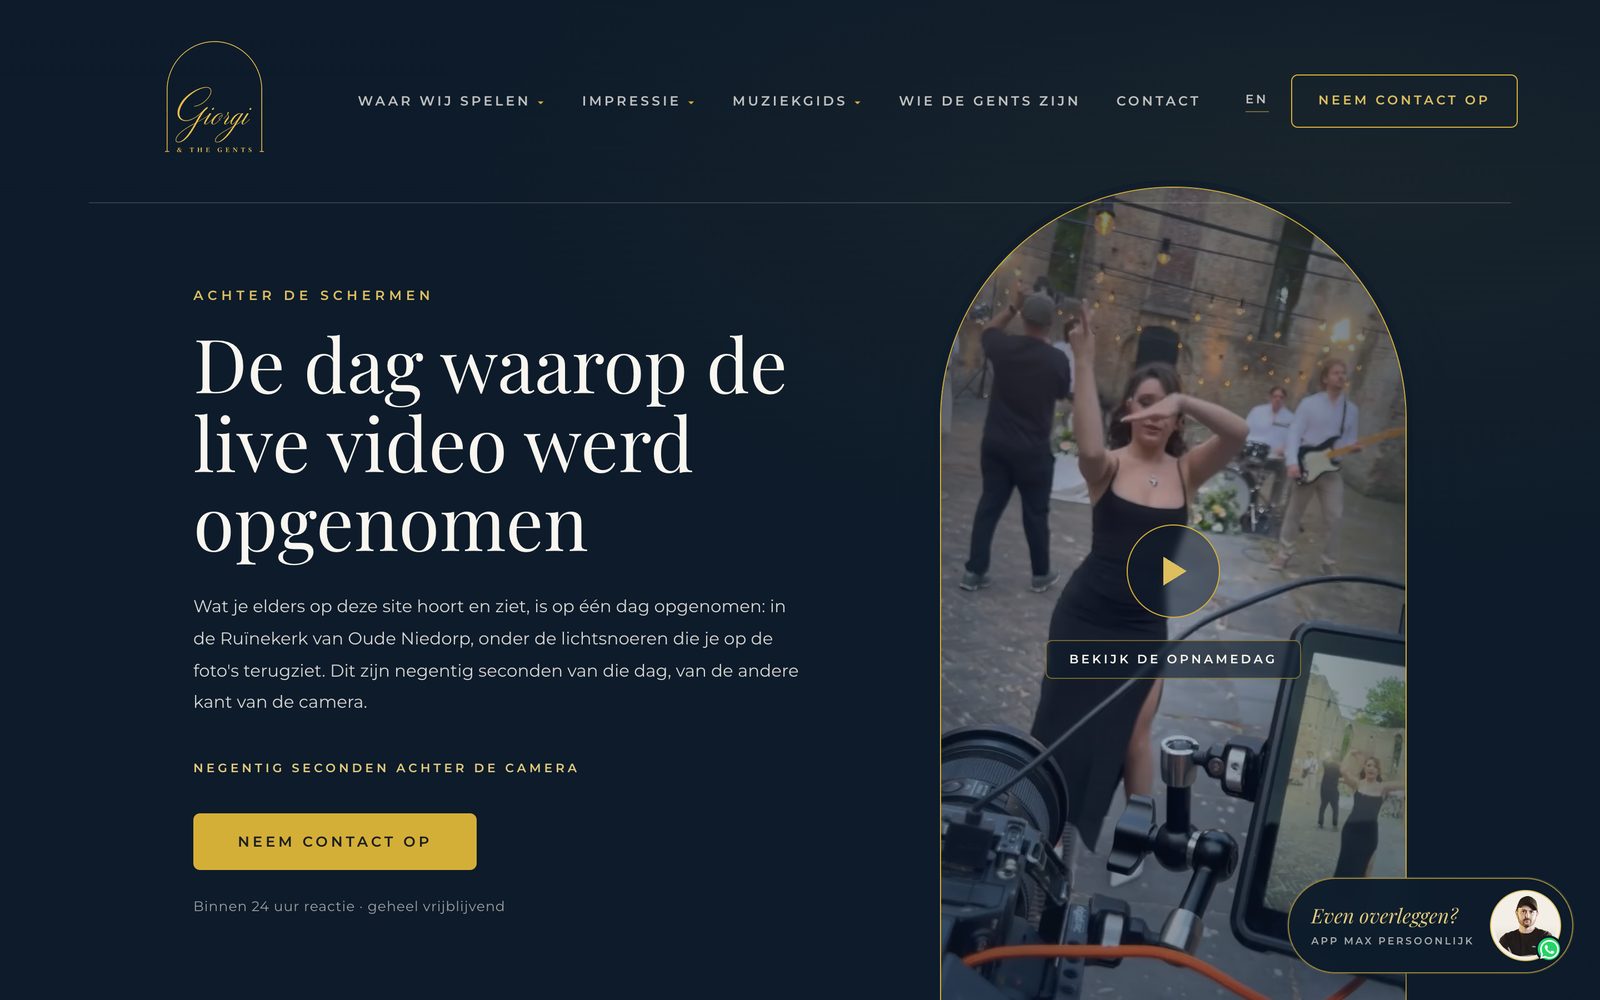 Giorgi
& THE GENTS
WAAR WIJ SPELEN
IMPRESSIE
MUZIEKGIDS
WIE DE GENTS ZIJN
CONTACT
EN
NEEM CONTACT OP
ACHTER DE SCHERMEN
De dag waarop de
live video werd
opgenomen
Wat je elders op deze site hoort en ziet, is op één dag opgenomen: in
de Ruïnekerk van Oude Niedorp, onder de lichtsnoeren die je op de
foto's terugziet. Dit zijn negentig seconden van die dag, van de andere
kant van de camera.
NEGENTIG SECONDEN ACHTER DE CAMERA
NEEM CONTACT OP
Binnen 24 uur reactie · geheel vrijblijvend
BEKIJK DE OPNAMEDAG
Even overleggen?
APP MAX PERSOONLIJK